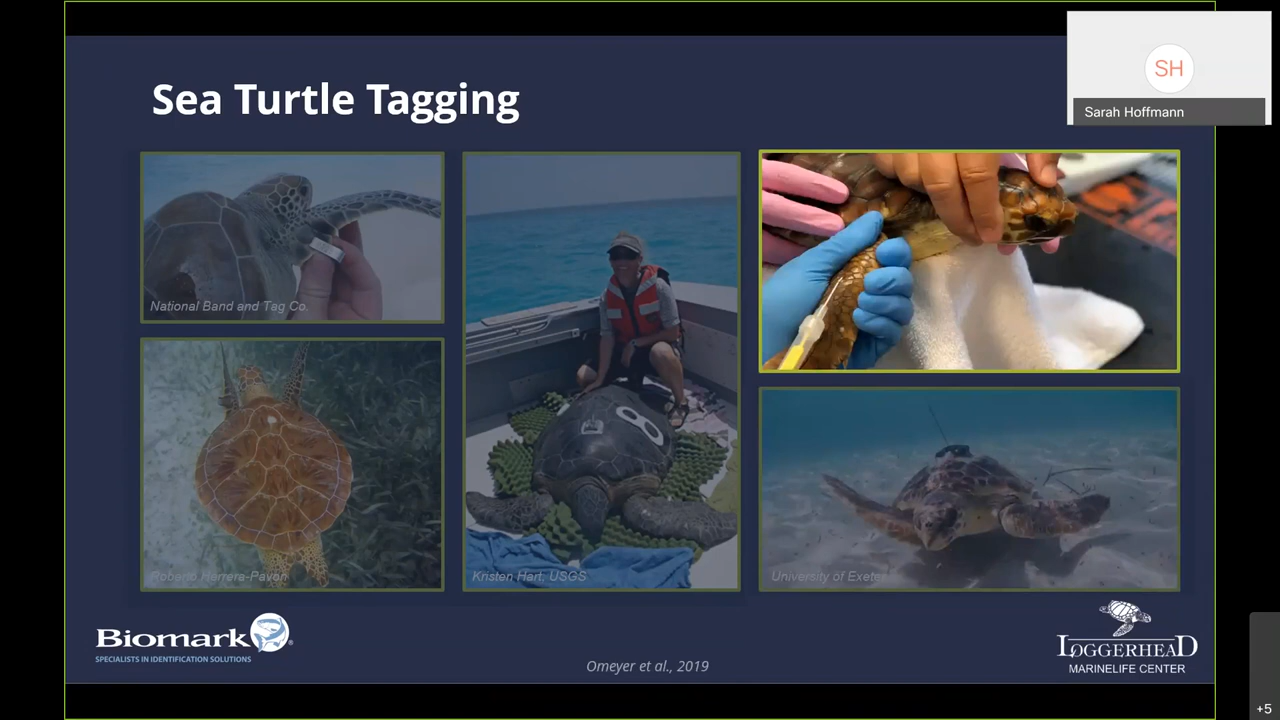 Sea Turtle Tagging
SH
Sarah Hoffmann
National Band and Tag Co.
Roberto Herrera-Pavon
Kristen Hart, USGS
University of Exeter
Biomark
SPECIALISTS IN IDENTIFICATION SOLUTIONS
Omeyer et al., 2019
LOGGERHEAD
MARINELIFE CENTER
+5